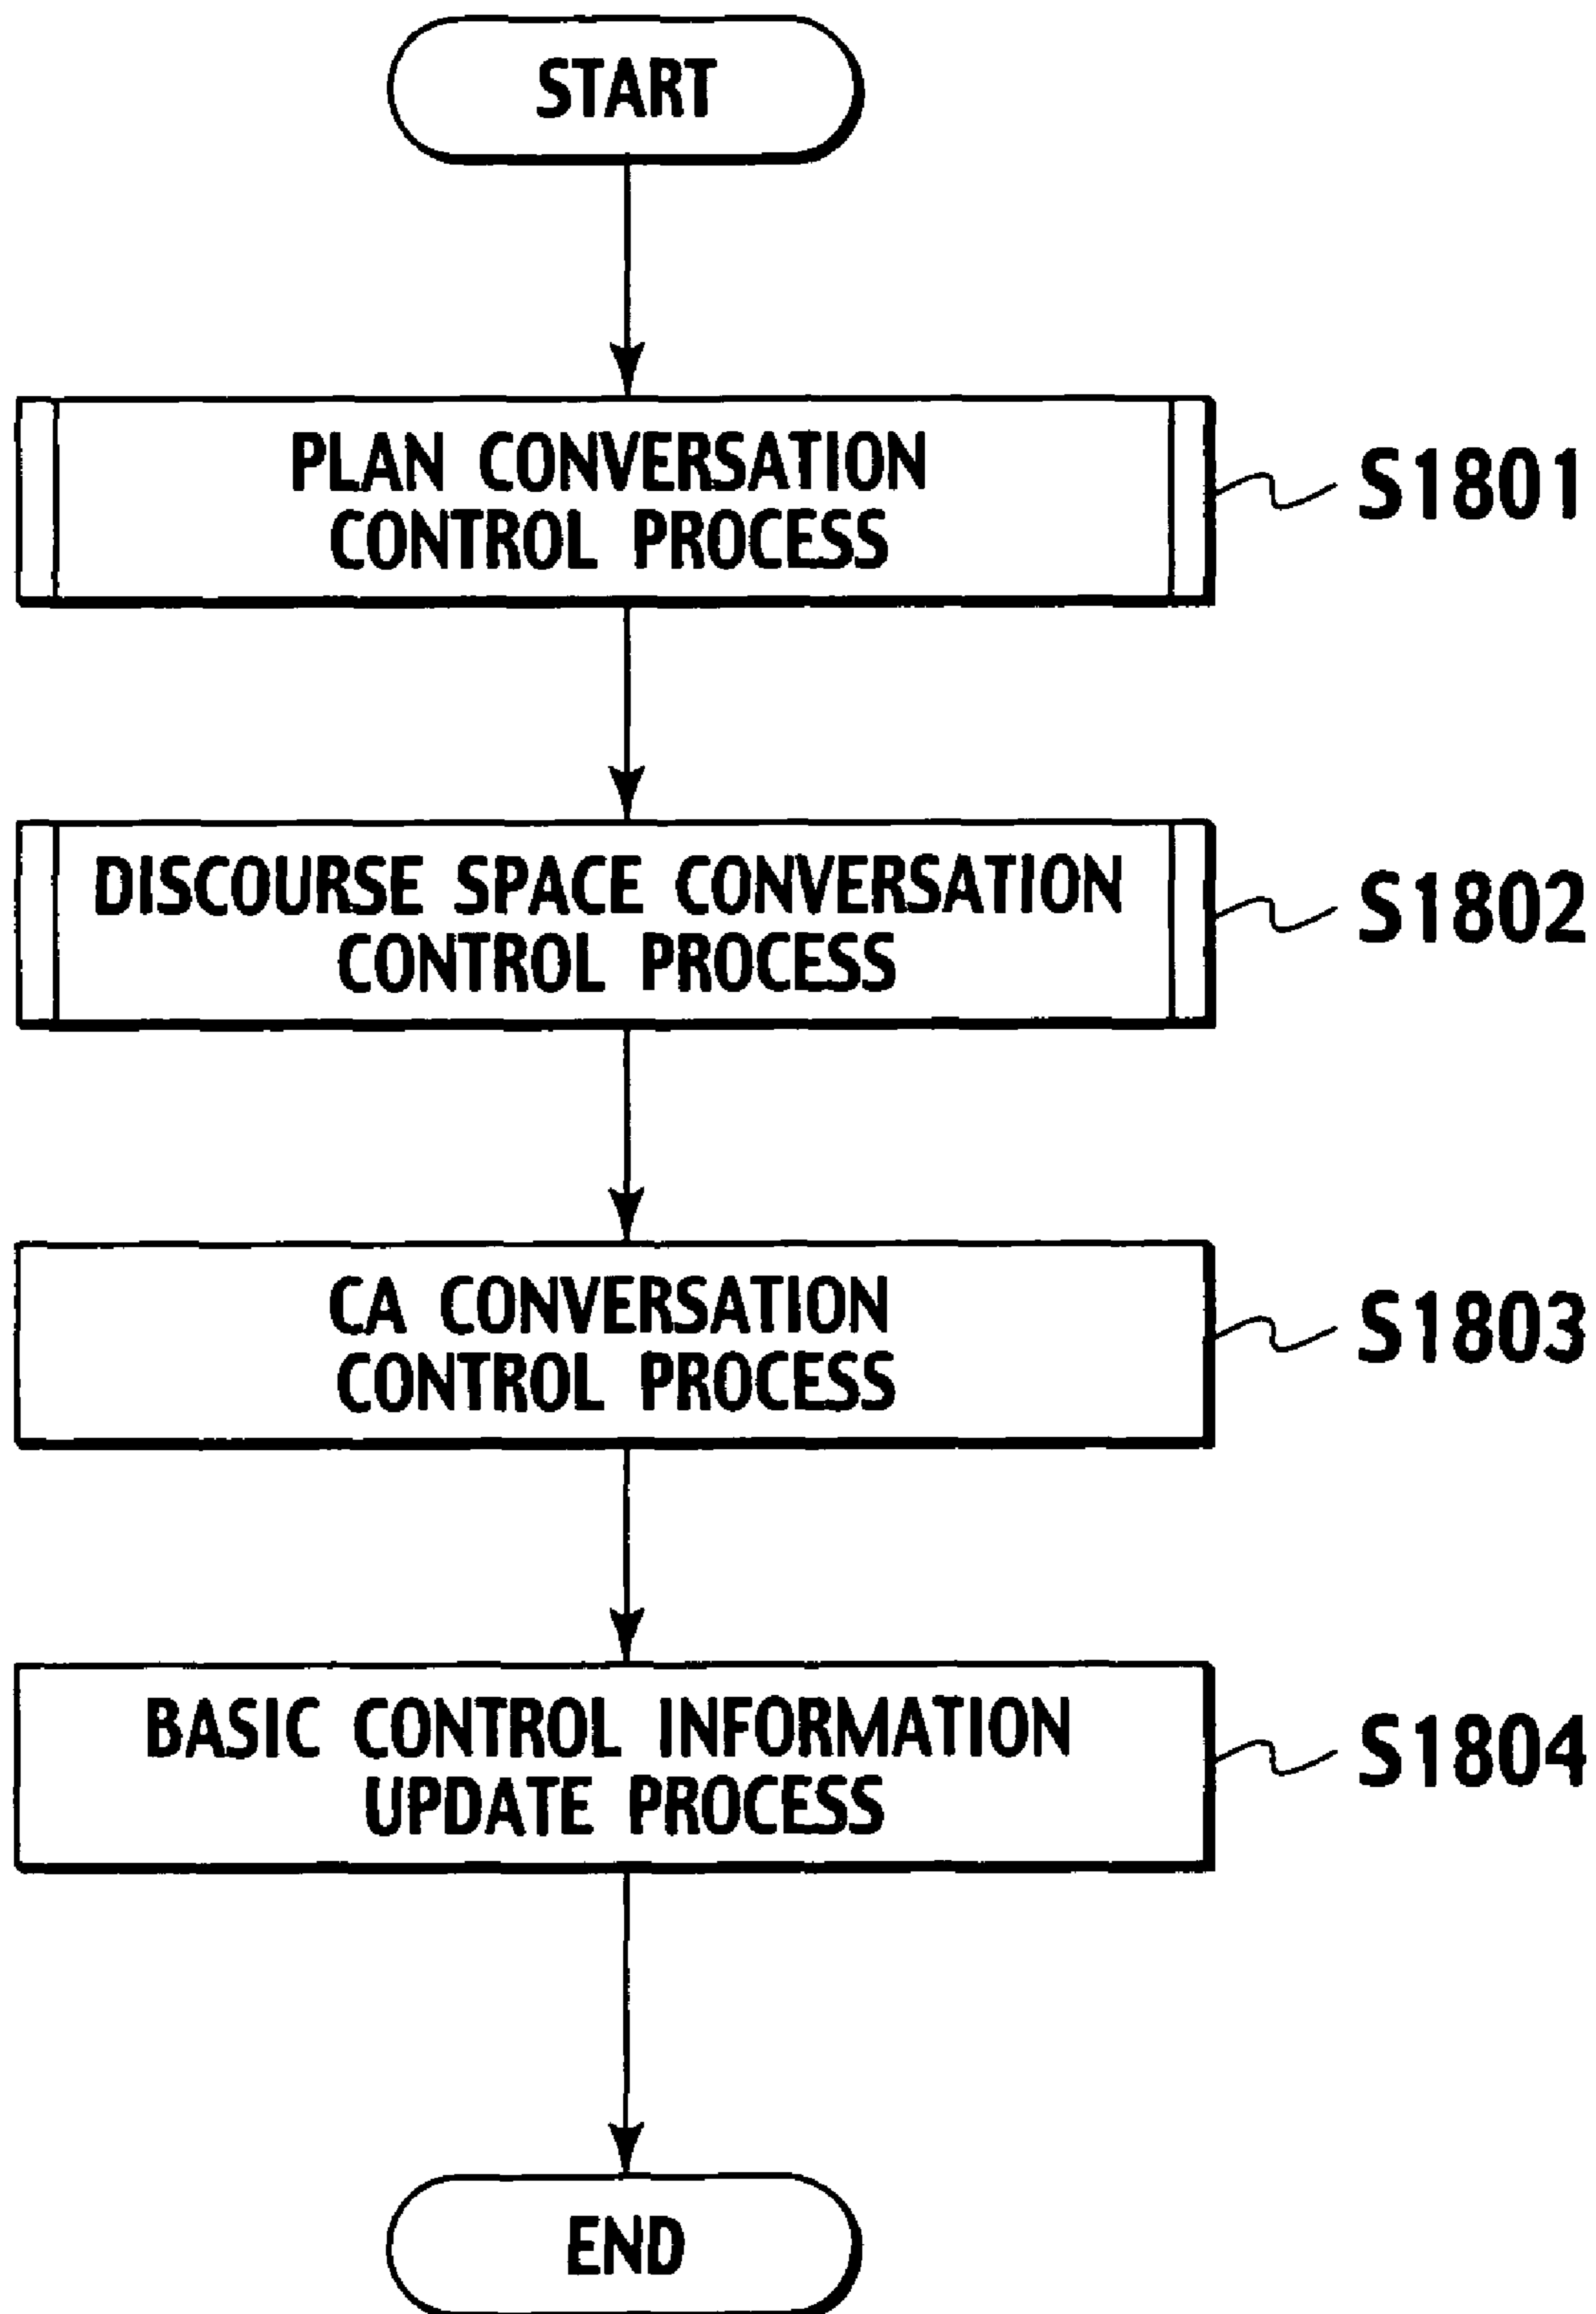 START
PLAN CONVERSATION
CONTROL PROCESS
S1801
DISCOURSE SPACE CONVERSATION
CONTROL PROCESS
S1802
CA CONVERSATION
CONTROL PROCESS
S1803
BASIC CONTROL INFORMATION
UPDATE PROCESS
S1804
END